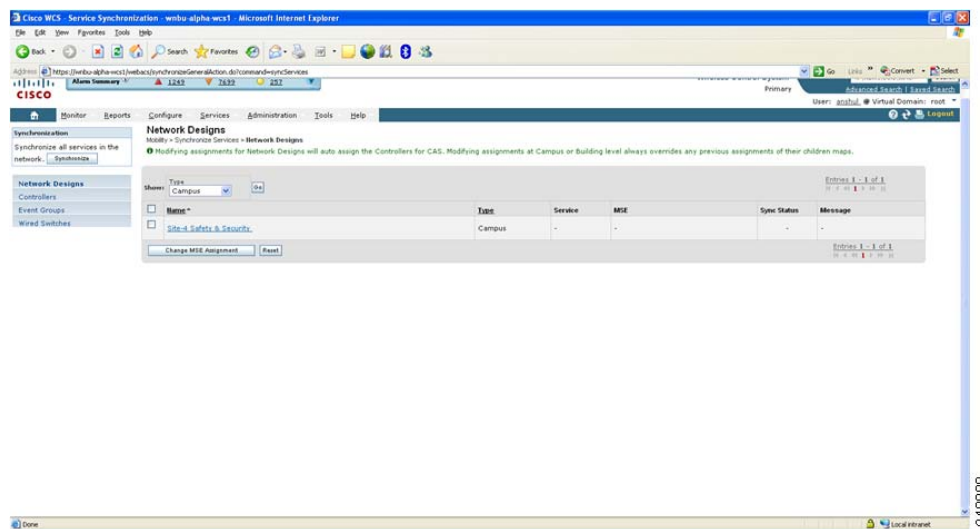 Cisco WCS - Service Synchronization - wnbu-alpha-wcs1 - Microsoft Internet Explorer
File Edit View Favorites Tools Help
Back Search Favorites
Address https://wnbu-alpha-wcs1/webacs/synchronizeGeneralAction.do?command=syncServices Go Links » Convert Select
CISCO
Alarm Summary 1249 7699 257
Primary
Advanced Search | Saved Search
User: anshul @ Virtual Domain: root
Monitor Reports Configure Services Administration Tools Help Logout
Synchronization
Synchronize all services in the
network. Synchronize
Network Designs
Controllers
Event Groups
Wired Switches
Network Designs
Mobility > Synchronize Services > Network Designs
Modifying assignments for Network Designs will auto assign the Controllers for CAS. Modifying assignments at Campus or Building level always overrides any previous assignments of their children maps.
Show: Type
Campus Go
Entries 1 - 1 of 1
1
Name Type Service MSE Sync Status Message
Site-4 Safety & Security Campus - - - -
Change MSE Assignment Reset
Entries 1 - 1 of 1
1
Done Local intranet